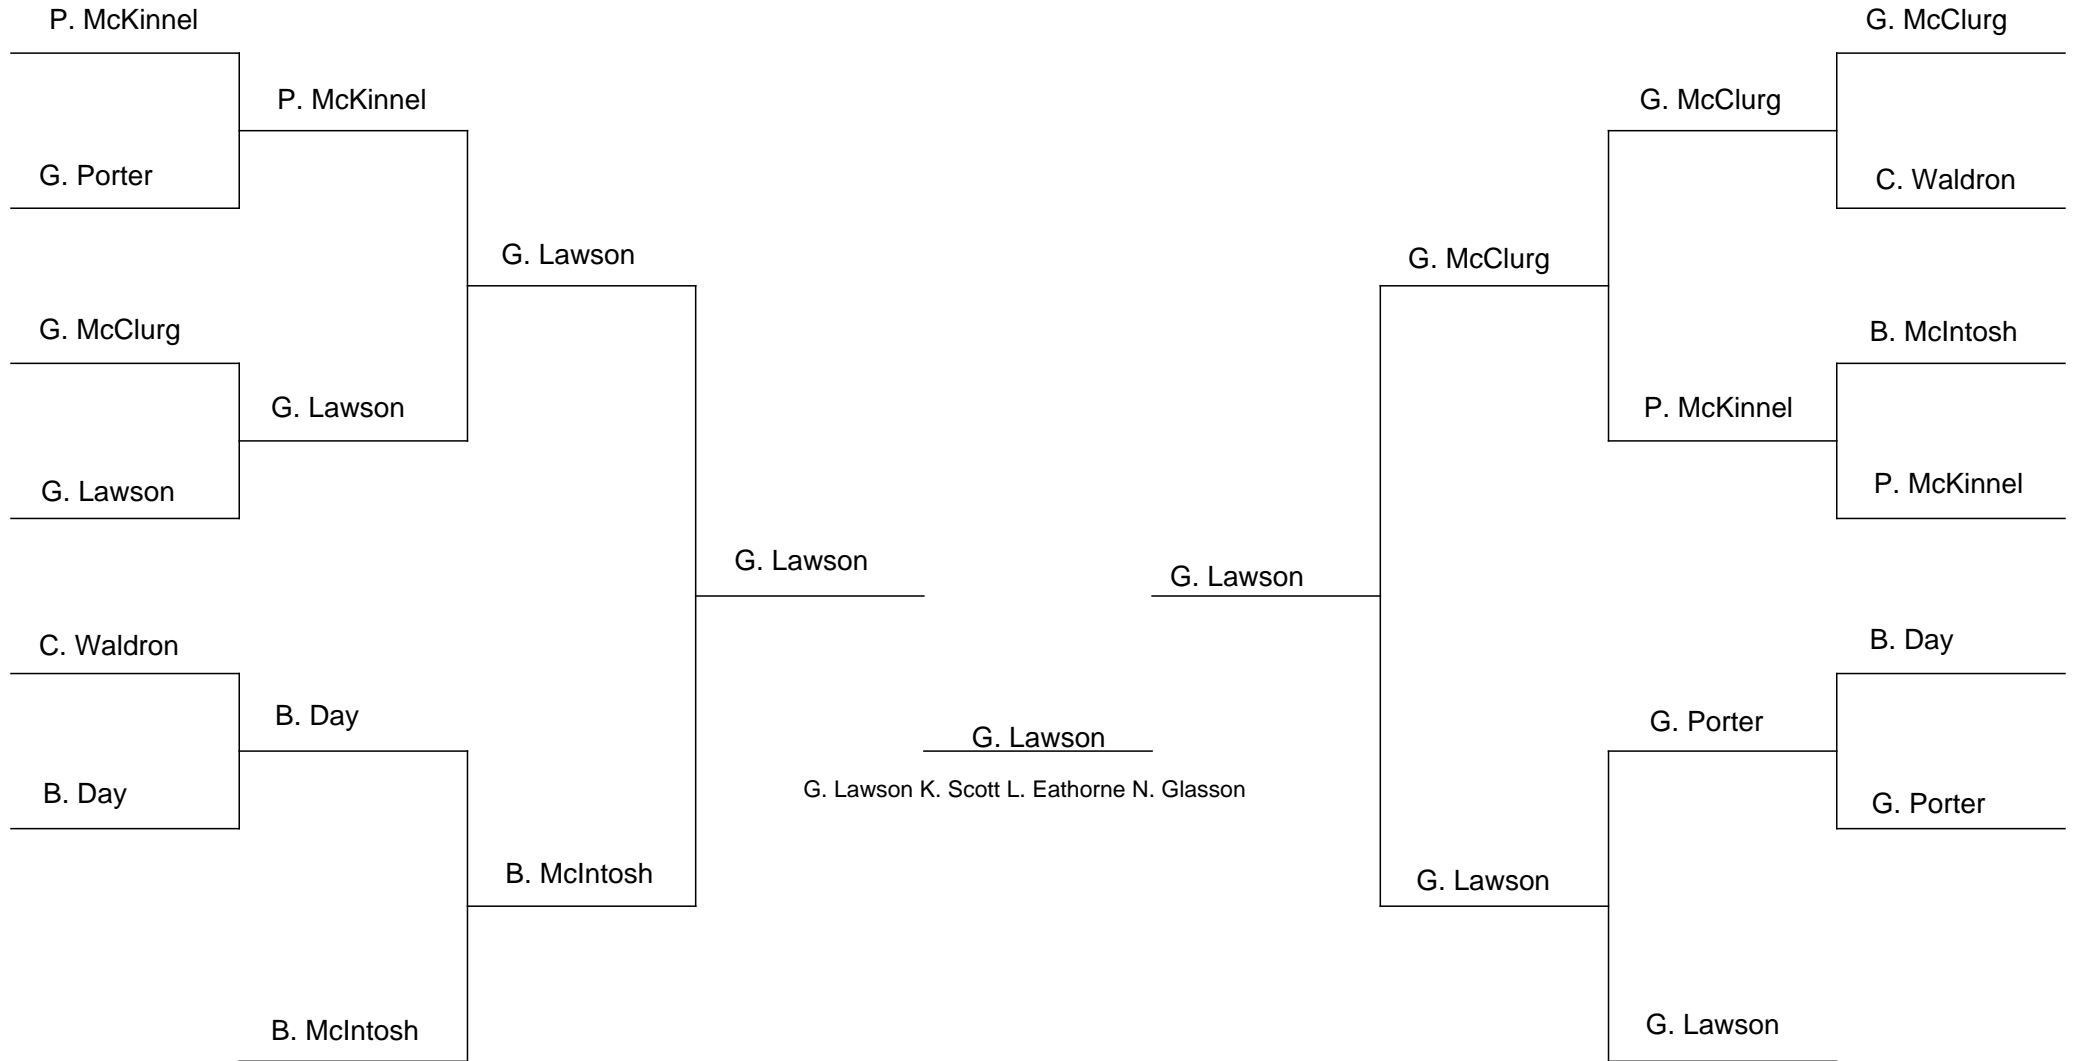 P. McKinnel
G. McClurg
P. McKinnel
G. McClurg
G. Porter
C. Waldron
G. Lawson
G. McClurg
G. McClurg
B. McIntosh
G. Lawson
P. McKinnel
G. Lawson
P. McKinnel
G. Lawson
G. Lawson
C. Waldron
B. Day
B. Day
G. Porter
G. Lawson
B. Day
G. Lawson K. Scott L. Eathorne N. Glasson
G. Porter
B. McIntosh
G. Lawson
B. McIntosh
G. Lawson